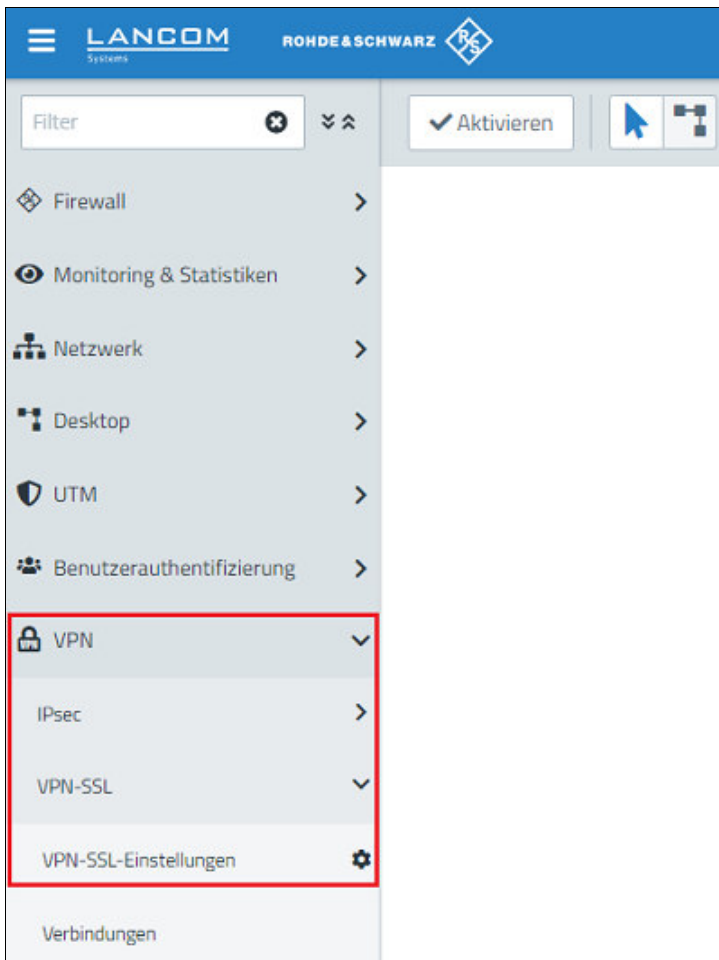 LANCOM
Systems
ROHDE&SCHWARZ
R&S
Filter
Aktivieren
Firewall
Monitoring & Statistiken
Netzwerk
Desktop
UTM
Benutzerauthentifizierung
VPN
IPsec
VPN-SSL
VPN-SSL-Einstellungen
Verbindungen